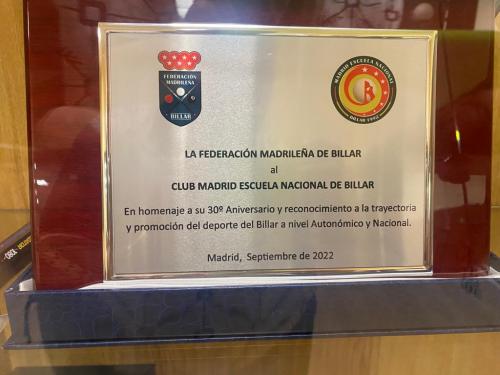 FEDERACIÓN
MADRILEÑA
BILLAR
MADRID ESCUELA NACIONAL
LA FEDERACIÓN MADRILEÑA DE BILLAR
al
CLUB MADRID ESCUELA NACIONAL DE BILLAR
En homenaje a su 30º Aniversario y reconocimiento a la trayectoria
y promoción del deporte del Billar a nivel Autonómico y Nacional.
Madrid, Septiembre de 2022